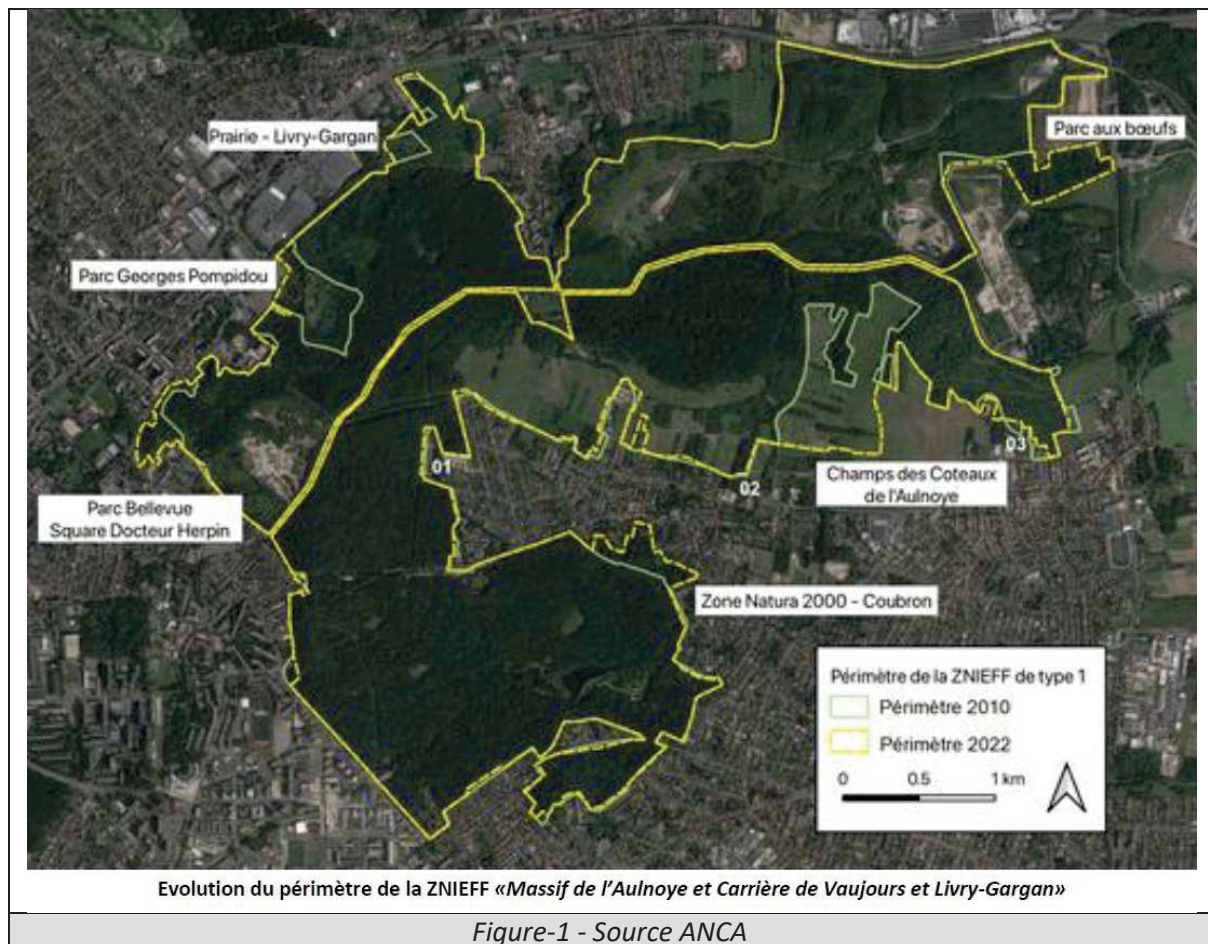 Prairie - Livry-Gargan
Parc aux bœufs
Parc Georges Pompidou
01
03
02
Champs des Coteaux
de l'Aulnoye
Parc Bellevue
Square Docteur Herpin
Zone Natura 2000 - Coubron
Périmètre de la ZNIEFF de type 1
Périmètre 2010
Périmètre 2022
0 0.5 1 km
Evolution du périmètre de la ZNIEFF «Massif de l'Aulnoye et Carrière de Vaujours et Livry-Gargan»
Figure-1 - Source ANCA